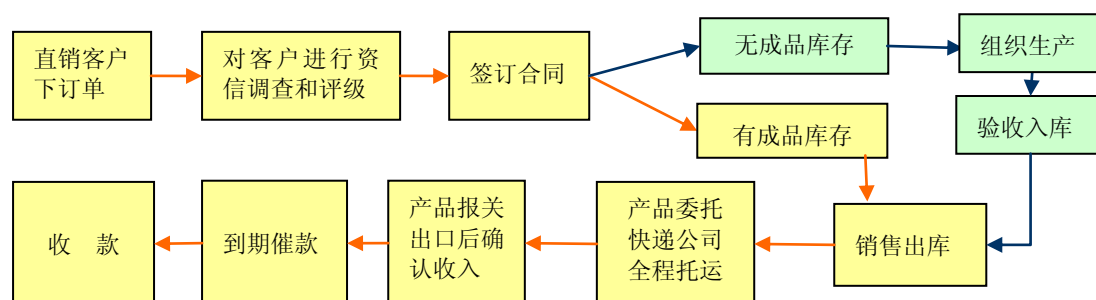 直销客户
下订单
对客户进行资
信调查和评级
签订合同
无成品库存
组织生产
有成品库存
验收入库
收 款
到期催款
产品报关
出口后确
认收入
产品委托
快递公司
全程托运
销售出库